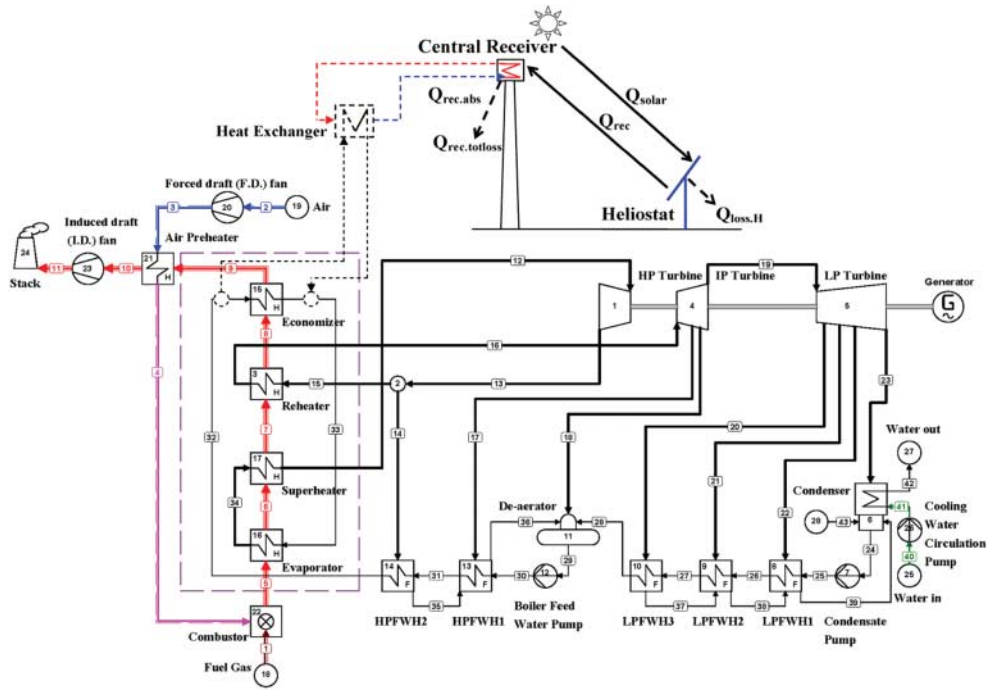 Central Receiver
Qrec.abs
Qsolar
Qrec
Heat Exchanger
Qrec.totloss
Forced draft (F.D.) fan
Heliostat
Qloss.H
3
20
2
19
Air
Induced draft
(I.D.) fan
Air Preheater
24
11
23
10
21
H
9
12
19
Stack
HP Turbine
IP Turbine
LP Turbine
Generator
G
15
H
1
4
5
Economizer
8
16
3
H
15
2
13
23
Reheater
4
7
32
33
14
17
18
20
Water out
27
17
H
21
42
Superheater
Condenser
34
6
De-aerator
22
41
Cooling
28
43
6
26
Water
16
H
36
11
28
24
40
Circulation
Evaporator
29
Pump
14
F
31
13
F
30
12
10
F
27
9
F
26
8
F
25
7
25
5
35
37
38
39
Water in
22
Boiler Feed
Water Pump
HPFWH2
HPFWH1
LPFWH3
LPFWH2
LPFWH1
Condensate
Pump
Combustor
1
Fuel Gas
18